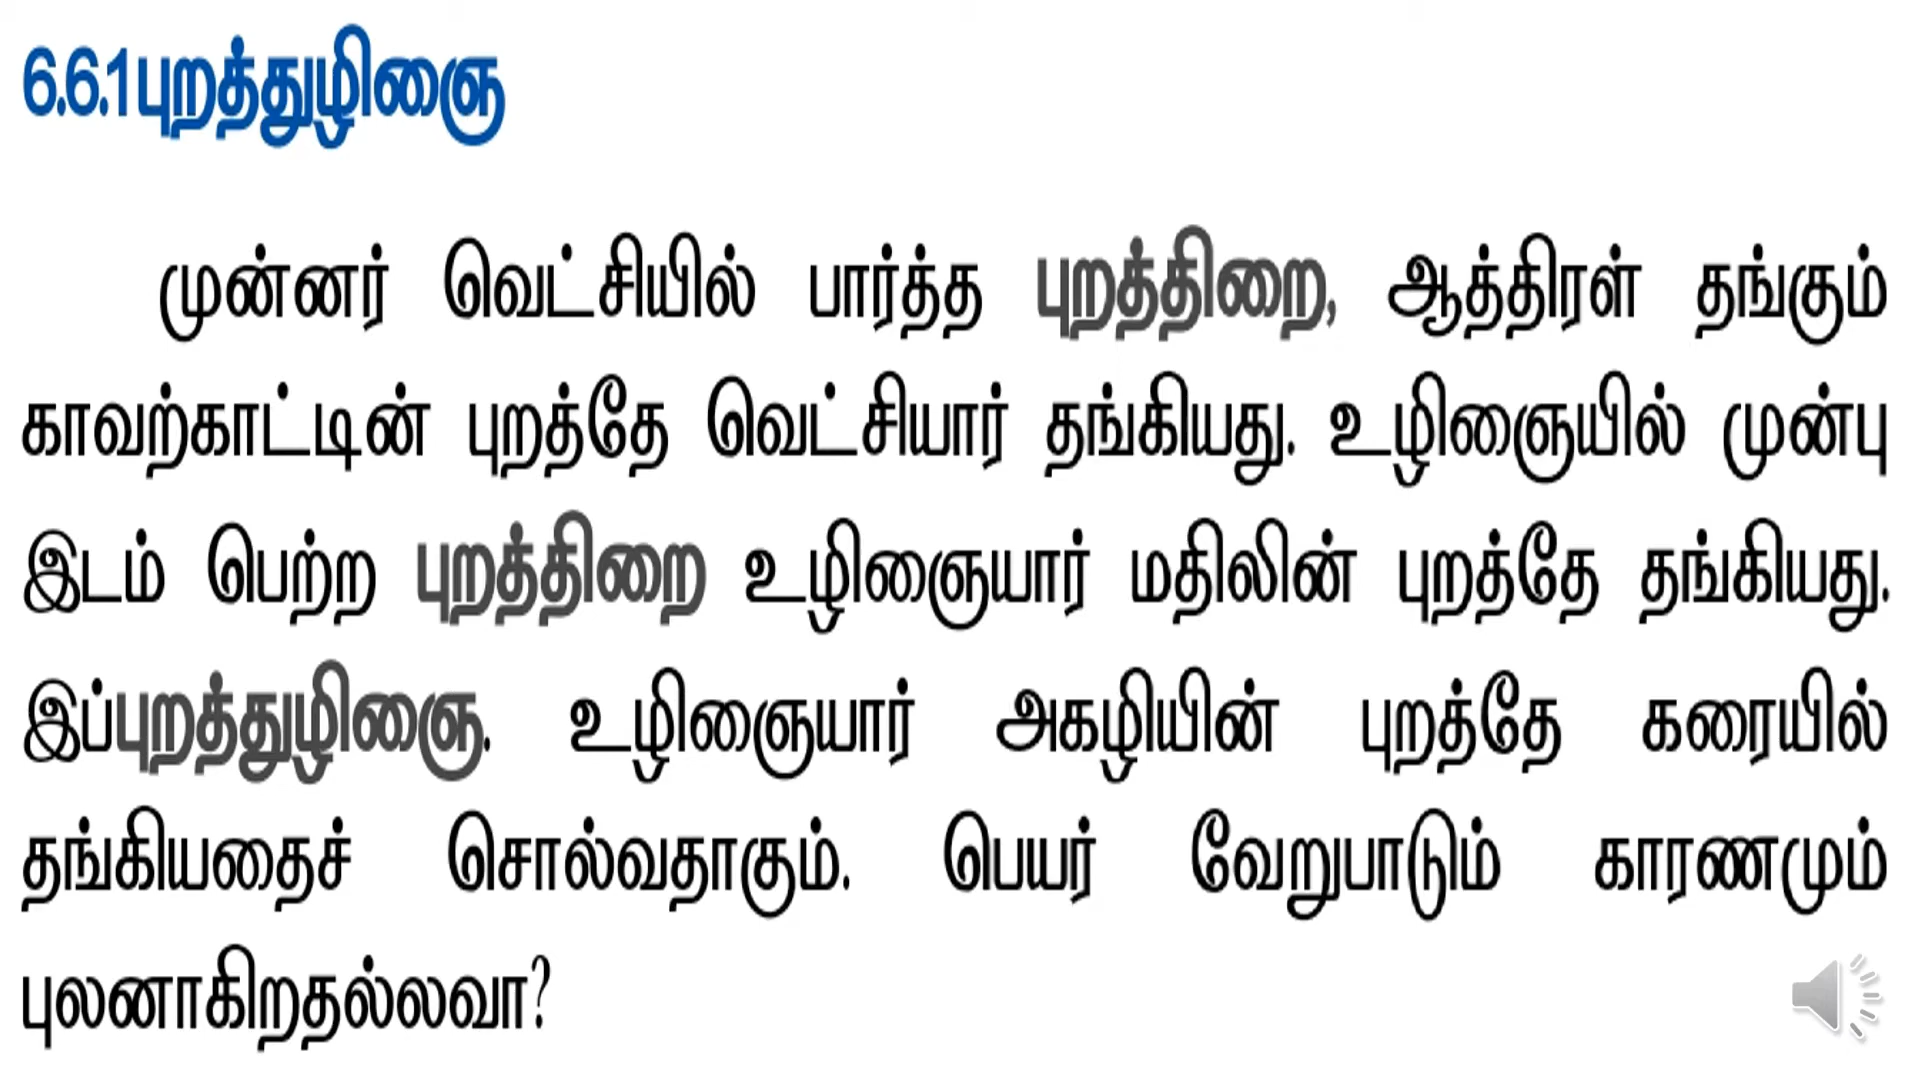 6.6.1புறத்துழிஞை
முன்னர் வெட்சியில் பார்த்த புறத்திறை, ஆத்திரள் தங்கும்
காவற்காட்டின் புறத்தே வெட்சியார் தங்கியது. உழிஞையில் முன்பு
இடம் பெற்ற புறத்திறை உழிஞையார் மதிலின் புறத்தே தங்கியது.
இப்புறத்துழிஞை. உழிஞையார் அகழியின் புறத்தே கரையில்
தங்கியதைச் சொல்வதாகும். பெயர் வேறுபாடும் காரணமும்
புலனாகிறதல்லவா?